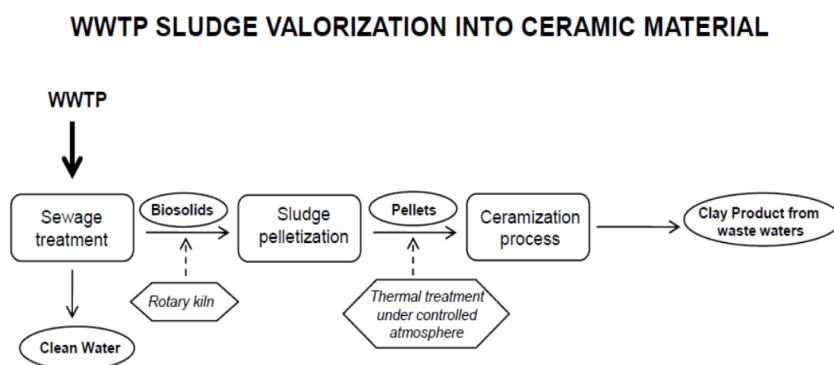 WWTP SLUDGE VALORIZATION INTO CERAMIC MATERIAL
WWTP
Sewage
treatment
Biosolids
Sludge
pelletization
Pellets
Ceramization
process
Clay Product from
waste waters
Rotary kiln
Thermal treatment
under controlled
atmosphere
Clean Water